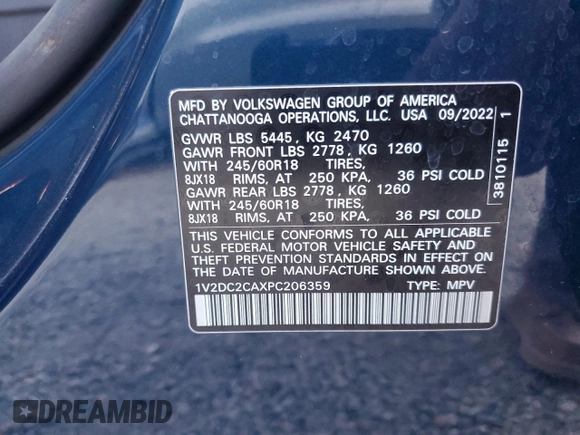 MFD BY VOLKSWAGEN GROUP OF AMERICA
CHATTANOOGA OPERATIONS, LLC. USA 09/2022
GVWR LBS 5445, KG 2470
GAWR FRONT LBS 2778, KG 1260
WITH 245/60R18 TIRES,
8JX18 RIMS, AT 250 KPA, 36 PSI COLD
GAWR REAR LBS 2778, KG 1260
WITH 245/60R18 TIRES,
8JX18 RIMS, AT 250 KPA, 36 PSI COLD
THIS VEHICLE CONFORMS TO ALL APPLICABLE
U.S. FEDERAL MOTOR VEHICLE SAFETY AND
THEFT PREVENTION STANDARDS IN EFFECT ON
THE DATE OF MANUFACTURE SHOWN ABOVE.
1V2DC2CAXPC206359 TYPE: MPV
3810115 1
DREAMBID